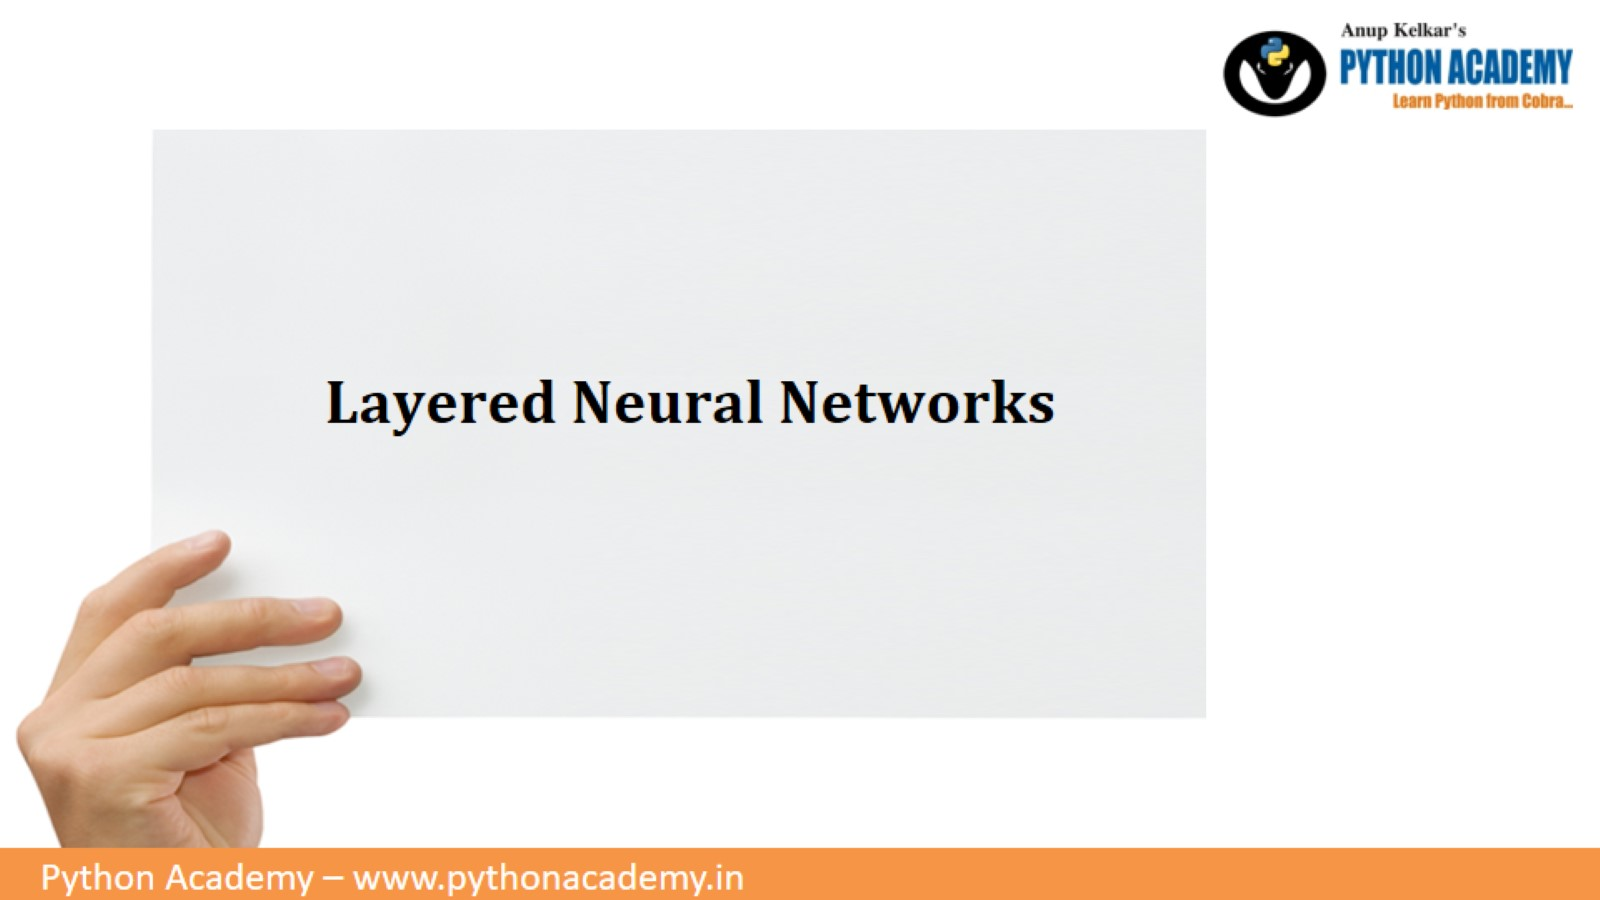 Anup Kelkar's
PYTHON ACADEMY
Learn Python from Cobra...
Layered Neural Networks
Python Academy – www.pythonacademy.in